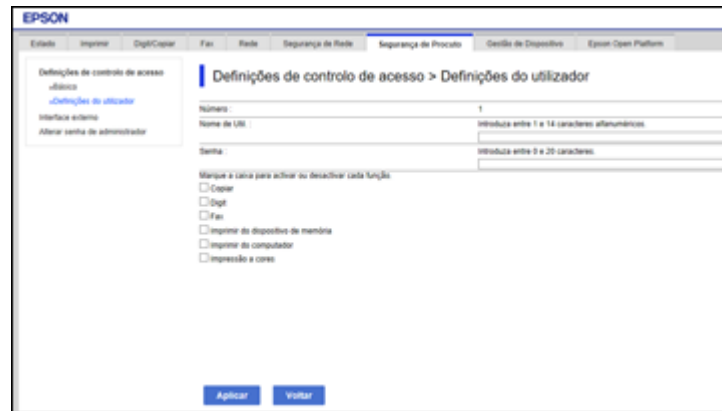 EPSON
Estado Imprimir Digit/Copiar Fax Rede Segurança de Rede Segurança de Procuto Gestão de Dispositivo Epson Open Platform
Definições de controlo de acesso
»Básico
»Definições do utilizador
Interface externo
Alterar senha de administrador
Definições de controlo de acesso > Definições do utilizador
Número : 1
Nome de Util. : Introduza entre 1 e 14 caracteres alfanuméricos.
Senha : Introduza entre 0 e 20 caracteres.
Marque a caixa para activar ou desactivar cada função.
Copiar
Digit
Fax
Imprimir do dispositivo de memória
Imprimir do computador
Impressão a cores
Aplicar Voltar